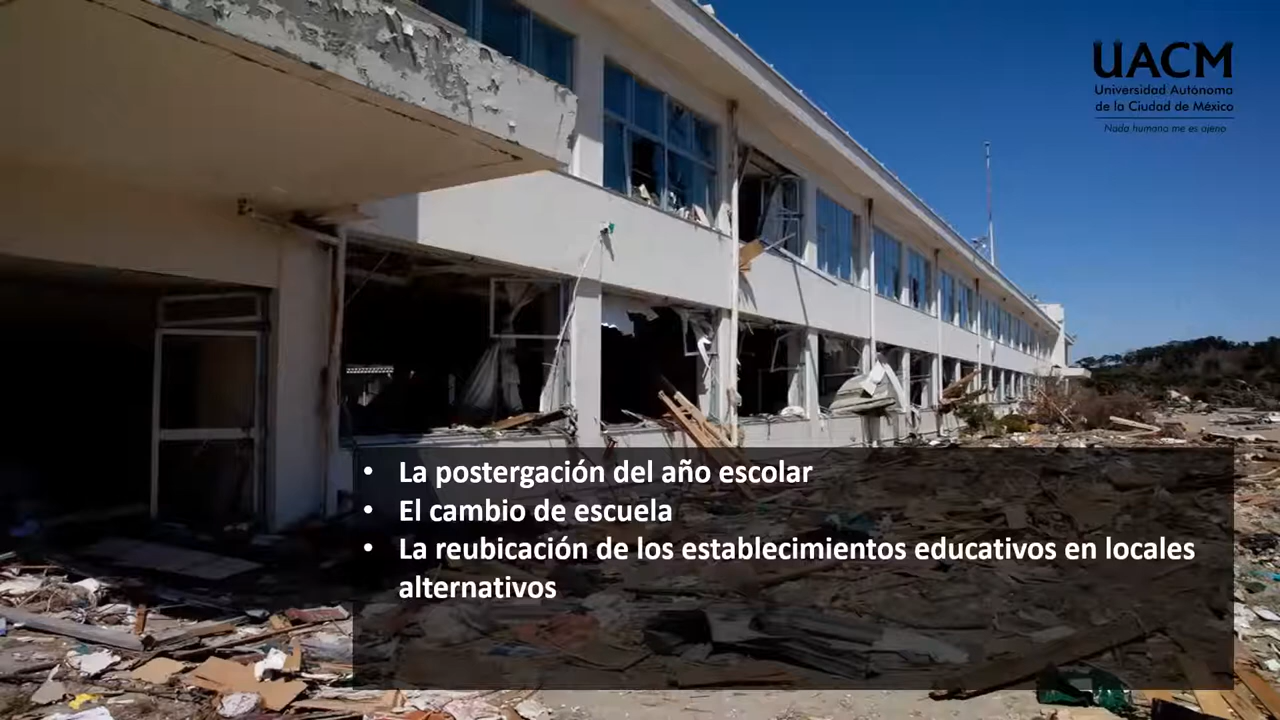 UACM
Universidad Autónoma
de la Ciudad de México
Nada humano me es ajeno
• La postergación del año escolar
• El cambio de escuela
• La reubicación de los establecimientos educativos en locales
alternativos